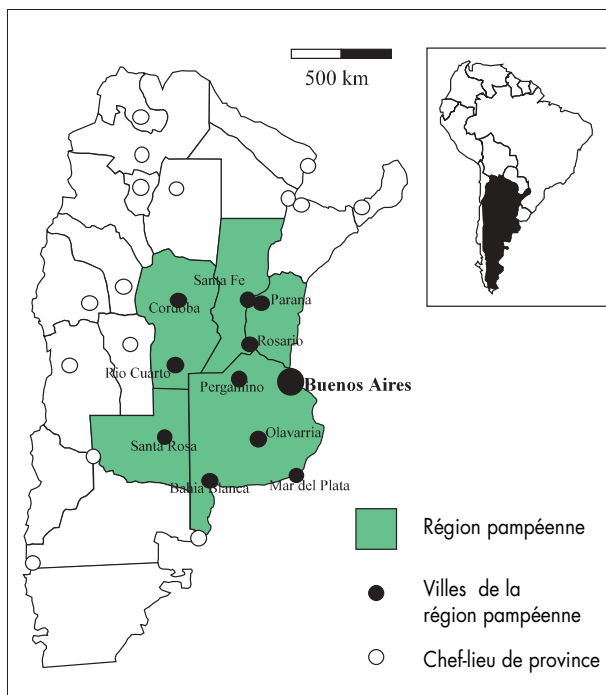 500 km
Santa Fe
Cordoba
Parana
Rosario
Rio Cuarto
Pergamino
Buenos Aires
Santa Rosa
Olavarria
Bahia Blanca
Mar del Plata
Région pampéenne
Villes de la
région pampéenne
Chef-lieu de province